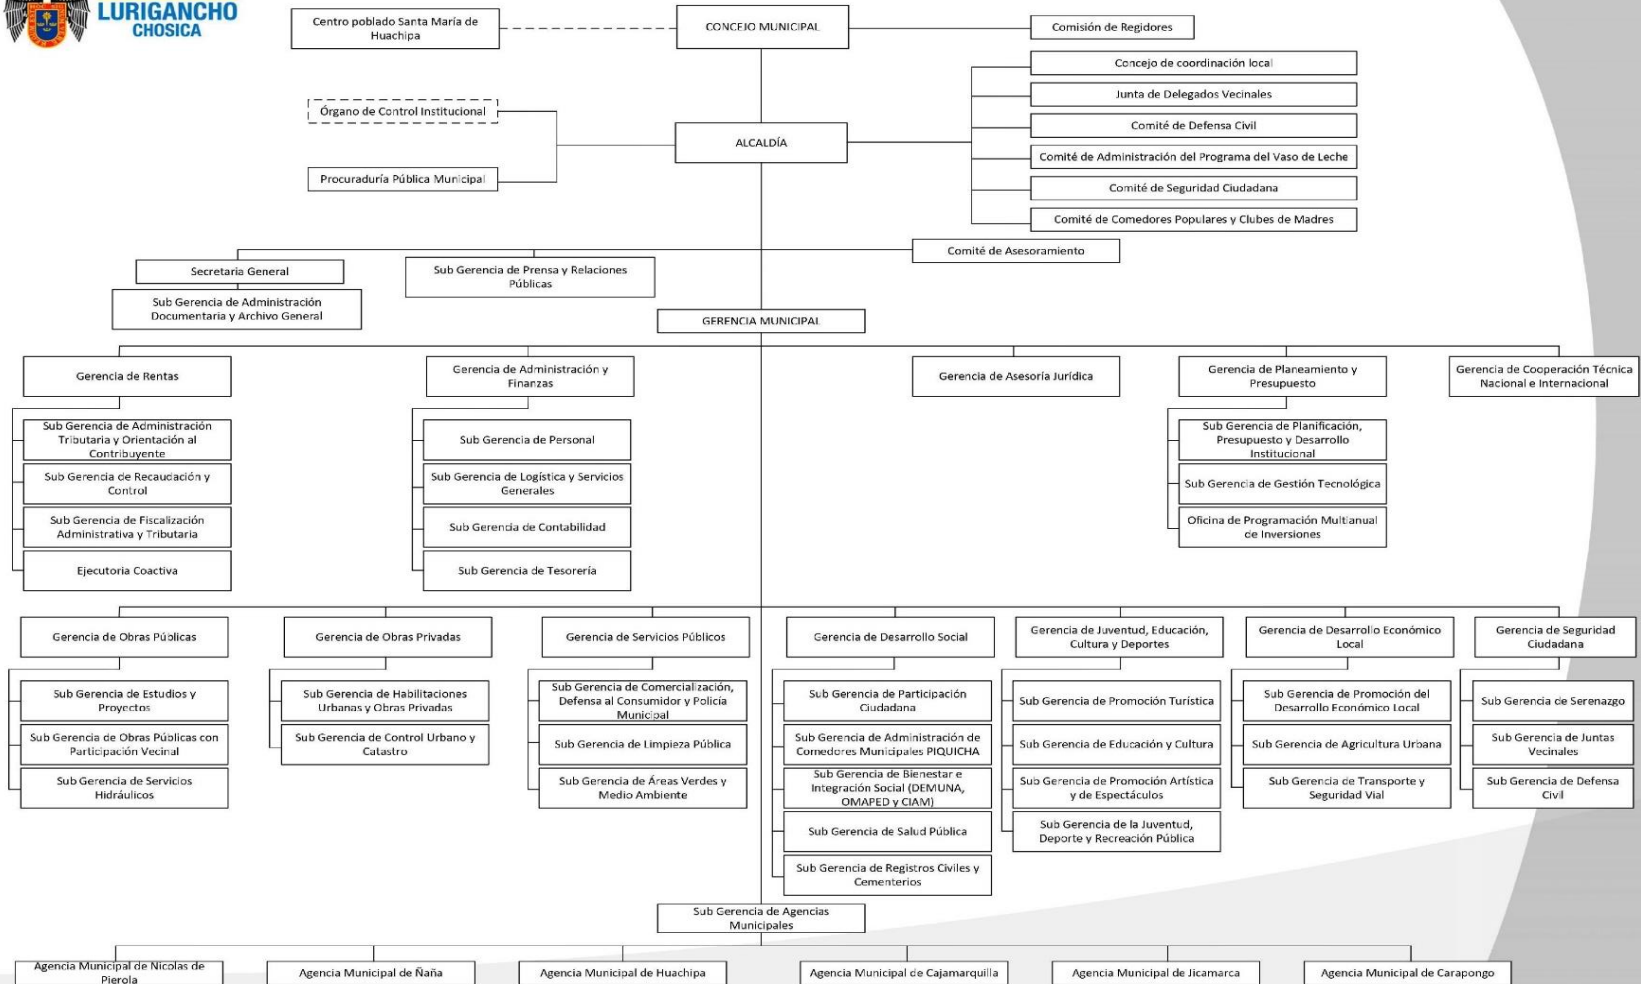 LURIGANCHO
CHOSICA
Centro poblado Santa María de
Huachipa
CONCEJO MUNICIPAL
Comisión de Regidores
Concejo de coordinación local
Junta de Delegados Vecinales
Órgano de Control Institucional
Comité de Defensa Civil
ALCALDÍA
Comité de Administración del Programa del Vaso de Leche
Procuraduría Pública Municipal
Comité de Seguridad Ciudadana
Comité de Comedores Populares y Clubes de Madres
Comité de Asesoramiento
Secretaria General
Sub Gerencia de Prensa y Relaciones
Públicas
Sub Gerencia de Administración
Documentaria y Archivo General
GERENCIA MUNICIPAL
Gerencia de Rentas
Gerencia de Administración y
Finanzas
Gerencia de Asesoría Jurídica
Gerencia de Planeamiento y
Presupuesto
Gerencia de Cooperación Técnica
Nacional e Internacional
Sub Gerencia de Administración
Tributaria y Orientación al
Contribuyente
Sub Gerencia de Recaudación y
Control
Sub Gerencia de Fiscalización
Administrativa y Tributaria
Ejecutoria Coactiva
Sub Gerencia de Personal
Sub Gerencia de Logística y Servicios
Generales
Sub Gerencia de Contabilidad
Sub Gerencia de Tesorería
Sub Gerencia de Planificación,
Presupuesto y Desarrollo
Institucional
Sub Gerencia de Gestión Tecnológica
Oficina de Programación Multianual
de Inversiones
Gerencia de Obras Públicas
Gerencia de Obras Privadas
Gerencia de Servicios Públicos
Gerencia de Desarrollo Social
Gerencia de Juventud, Educación,
Cultura y Deportes
Gerencia de Desarrollo Económico
Local
Gerencia de Seguridad
Ciudadana
Sub Gerencia de Estudios y
Proyectos
Sub Gerencia de Obras Públicas con
Participación Vecinal
Sub Gerencia de Servicios
Hidráulicos
Sub Gerencia de Habilitaciones
Urbanas y Obras Privadas
Sub Gerencia de Control Urbano y
Catastro
Sub Gerencia de Comercialización,
Defensa al Consumidor y Policía
Municipal
Sub Gerencia de Limpieza Pública
Sub Gerencia de Áreas Verdes y
Medio Ambiente
Sub Gerencia de Participación
Ciudadana
Sub Gerencia de Administración de
Comedores Municipales PIQUICHA
Sub Gerencia de Bienestar e
Integración Social (DEMUNA,
OMAPED y CIAM)
Sub Gerencia de Salud Pública
Sub Gerencia de Registros Civiles y
Cementerios
Sub Gerencia de Promoción Turística
Sub Gerencia de Educación y Cultura
Sub Gerencia de Promoción Artística
y de Espectáculos
Sub Gerencia de la Juventud,
Deporte y Recreación Pública
Sub Gerencia de Promoción del
Desarrollo Económico Local
Sub Gerencia de Agricultura Urbana
Sub Gerencia de Transporte y
Seguridad Vial
Sub Gerencia de Serenazgo
Sub Gerencia de Juntas
Vecinales
Sub Gerencia de Defensa
Civil
Sub Gerencia de Agencias
Municipales
Agencia Municipal de Nicolas de
Pierola
Agencia Municipal de Ñaña
Agencia Municipal de Huachipa
Agencia Municipal de Cajamarquilla
Agencia Municipal de Jicamarca
Agencia Municipal de Carapongo